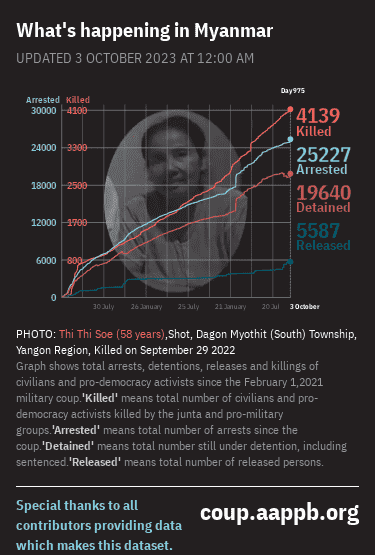 What's happening in Myanmar
UPDATED 3 OCTOBER 2023 AT 12:00 AM
Day975
Arrested Killed
30000 4100
24000 3300
18000 2500
12000 1700
6000 800
0
4139
Killed
25227
Arrested
19640
Detained
5587
Released
30 July 26 January 25 July 21 January 20 Jul 3 October
PHOTO: Thi Thi Soe (58 years),Shot, Dagon Myothit (South) Township,
Yangon Region, Killed on September 29 2022
Graph shows total arrests, detentions, releases and killings of
civilians and pro-democracy activists since the February 1,2021
military coup.'Killed' means total number of civilians and pro-
democracy activists killed by the junta and pro-military
groups.'Arrested' means total number of arrests since the
coup.'Detained' means total number still under detention, including
sentenced.'Released' means total number of released persons.
Special thanks to all
contributors providing data
which makes this dataset.
coup.aappb.org